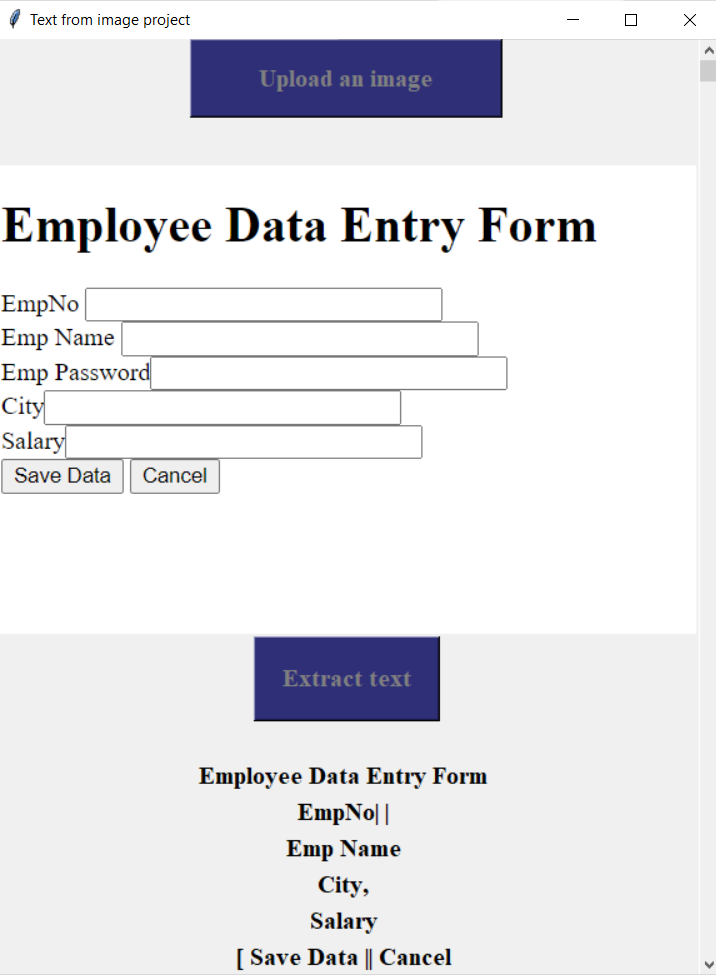 Text from image project
Upload an image
Employee Data Entry Form
EmpNo
Emp Name
Emp Password
City
Salary
Save Data Cancel
Extract text
Employee Data Entry Form
EmpNo| |
Emp Name
City,
Salary
[ Save Data || Cancel